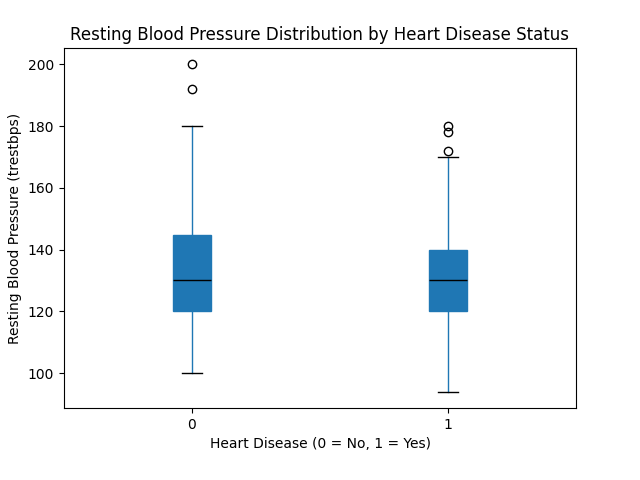 Resting Blood Pressure Distribution by Heart Disease Status
200
180
160
140
120
100
Resting Blood Pressure (trestbps)
0
1
Heart Disease (0 = No, 1 = Yes)